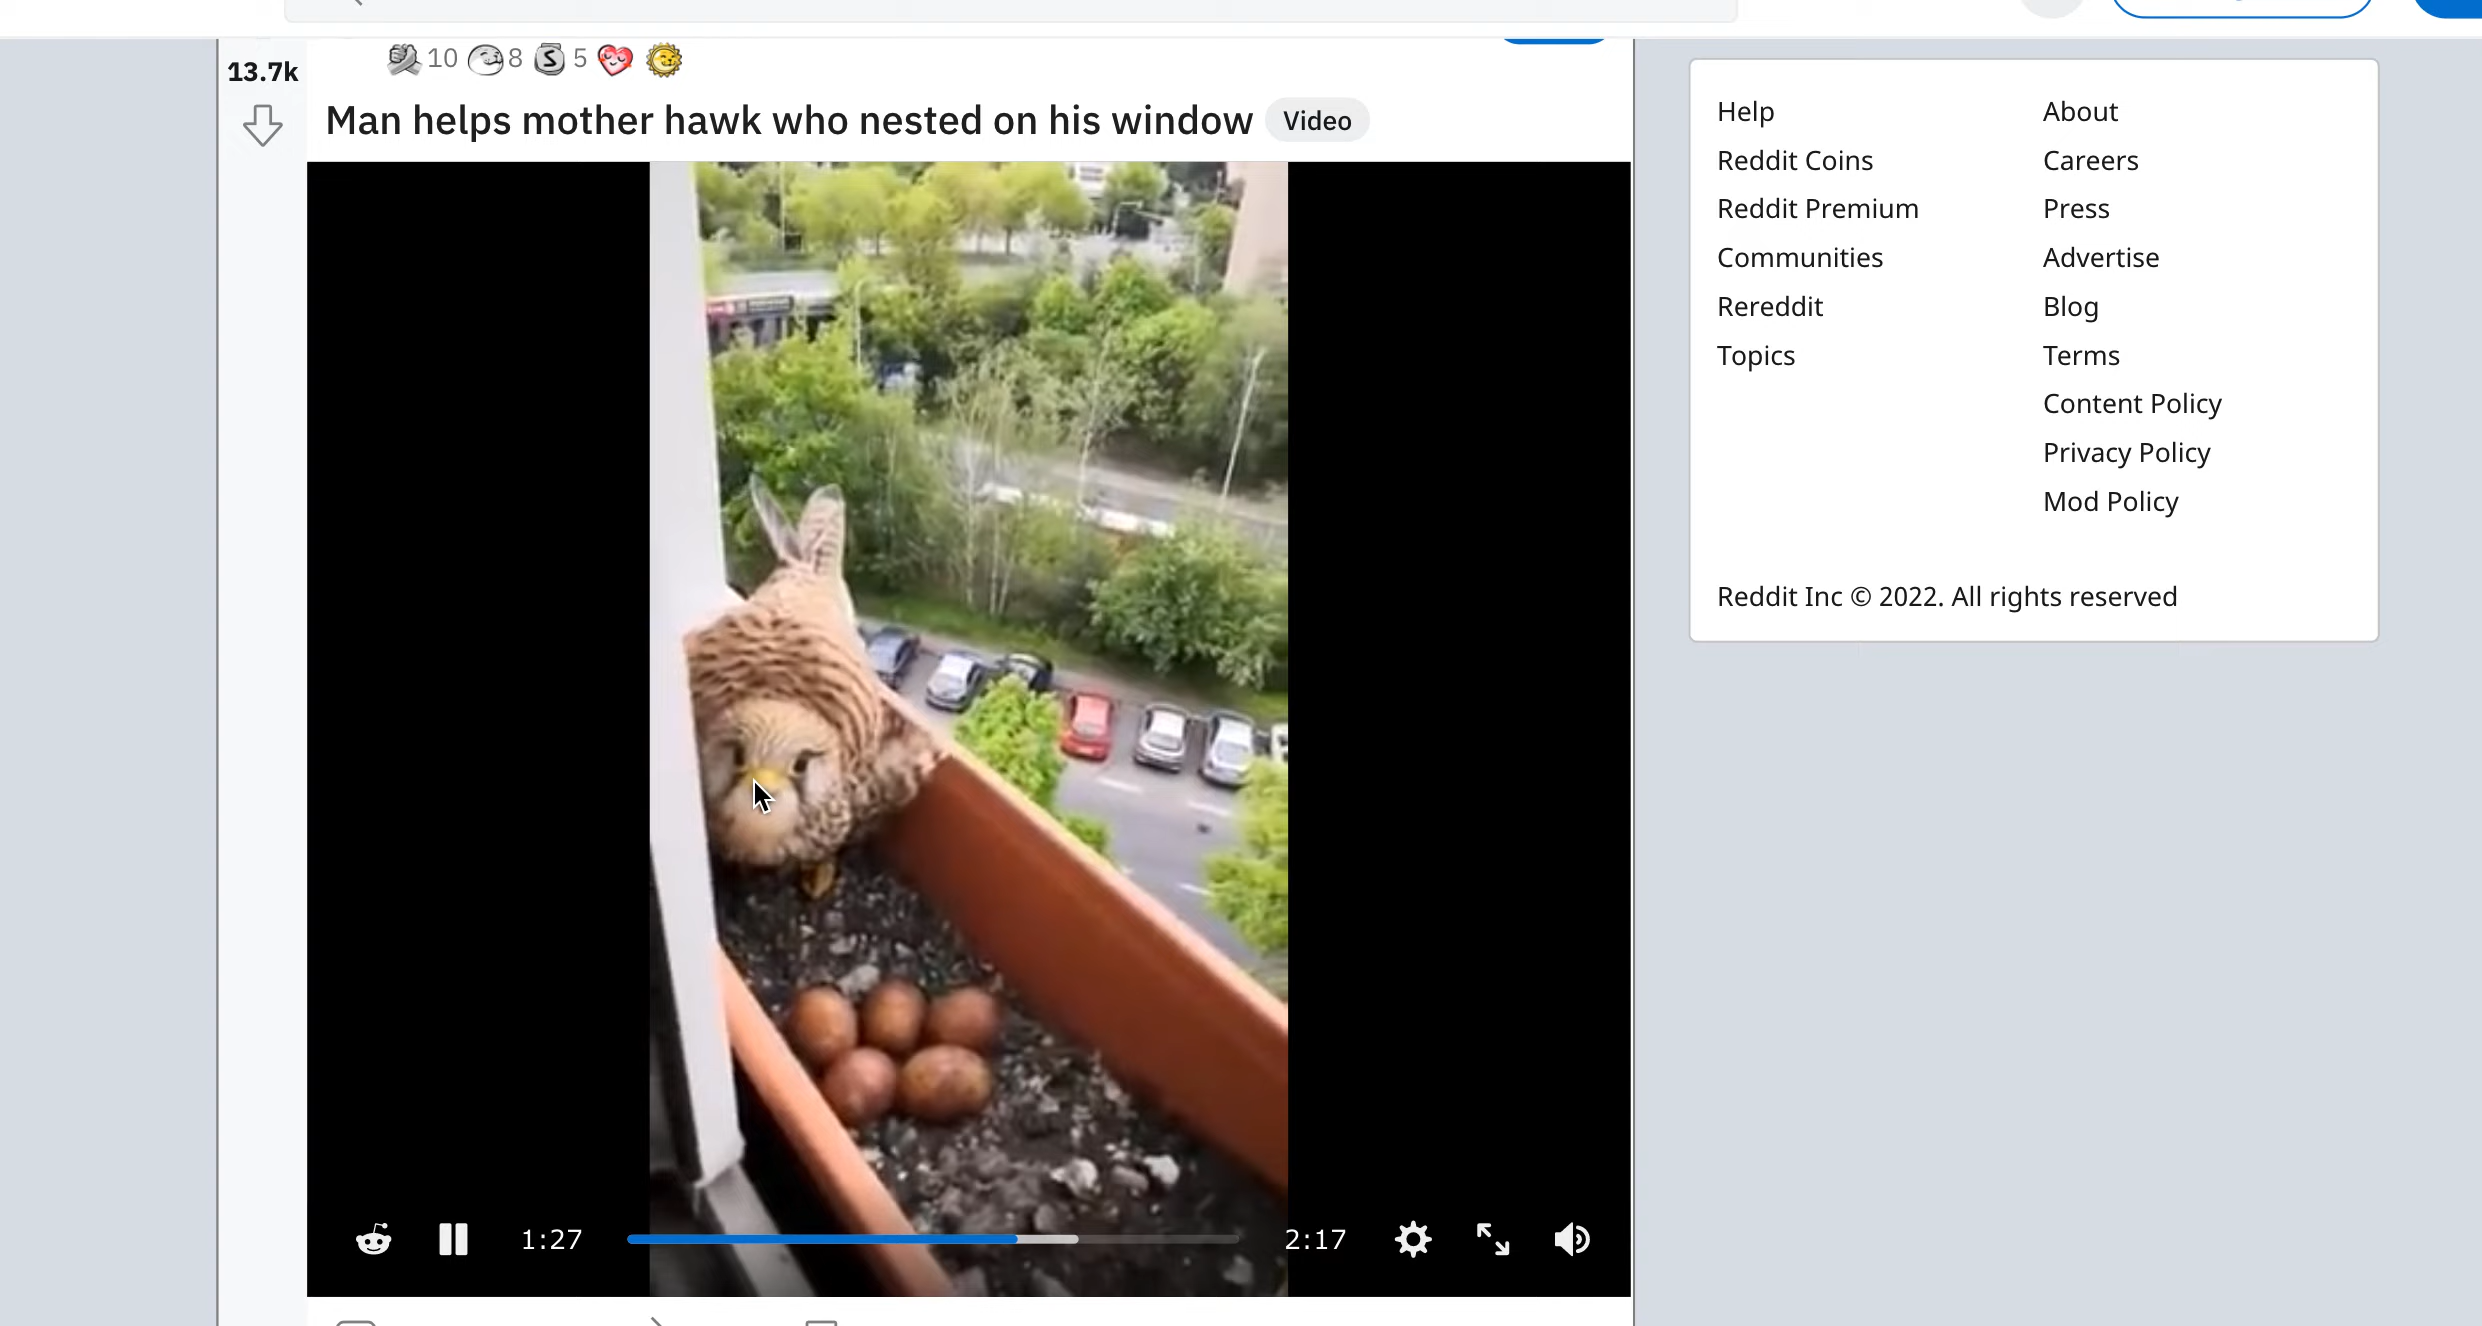 13.7k
10 8 S 5
Man helps mother hawk who nested on his window Video
1:27
2:17
Help
Reddit Coins
Reddit Premium
Communities
Rereddit
Topics
About
Careers
Press
Advertise
Blog
Terms
Content Policy
Privacy Policy
Mod Policy
Reddit Inc © 2022. All rights reserved